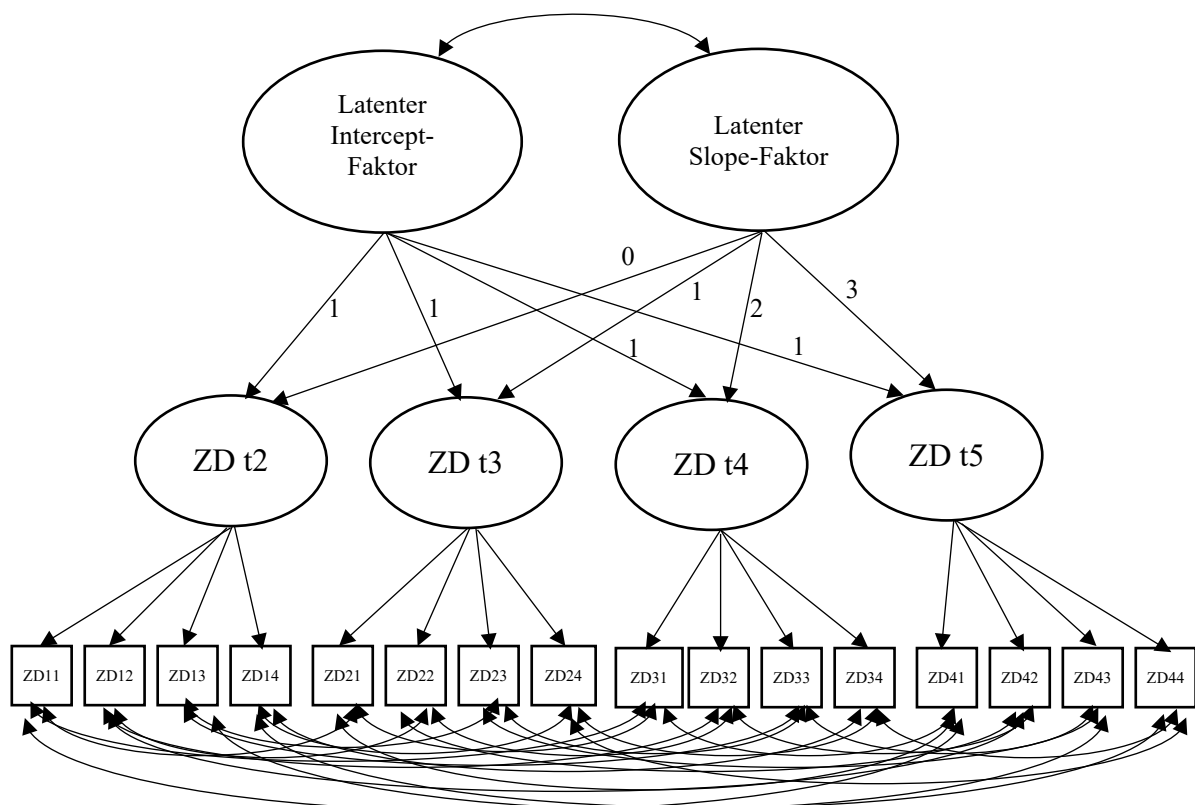 Latenter
Intercept-
Faktor
Latenter
Slope-Faktor
0
1
1
1
2
3
1
1
ZD t2
ZD t3
ZD t4
ZD t5
ZD11
ZD12
ZD13
ZD14
ZD21
ZD22
ZD23
ZD24
ZD31
ZD32
ZD33
ZD34
ZD41
ZD42
ZD43
ZD44